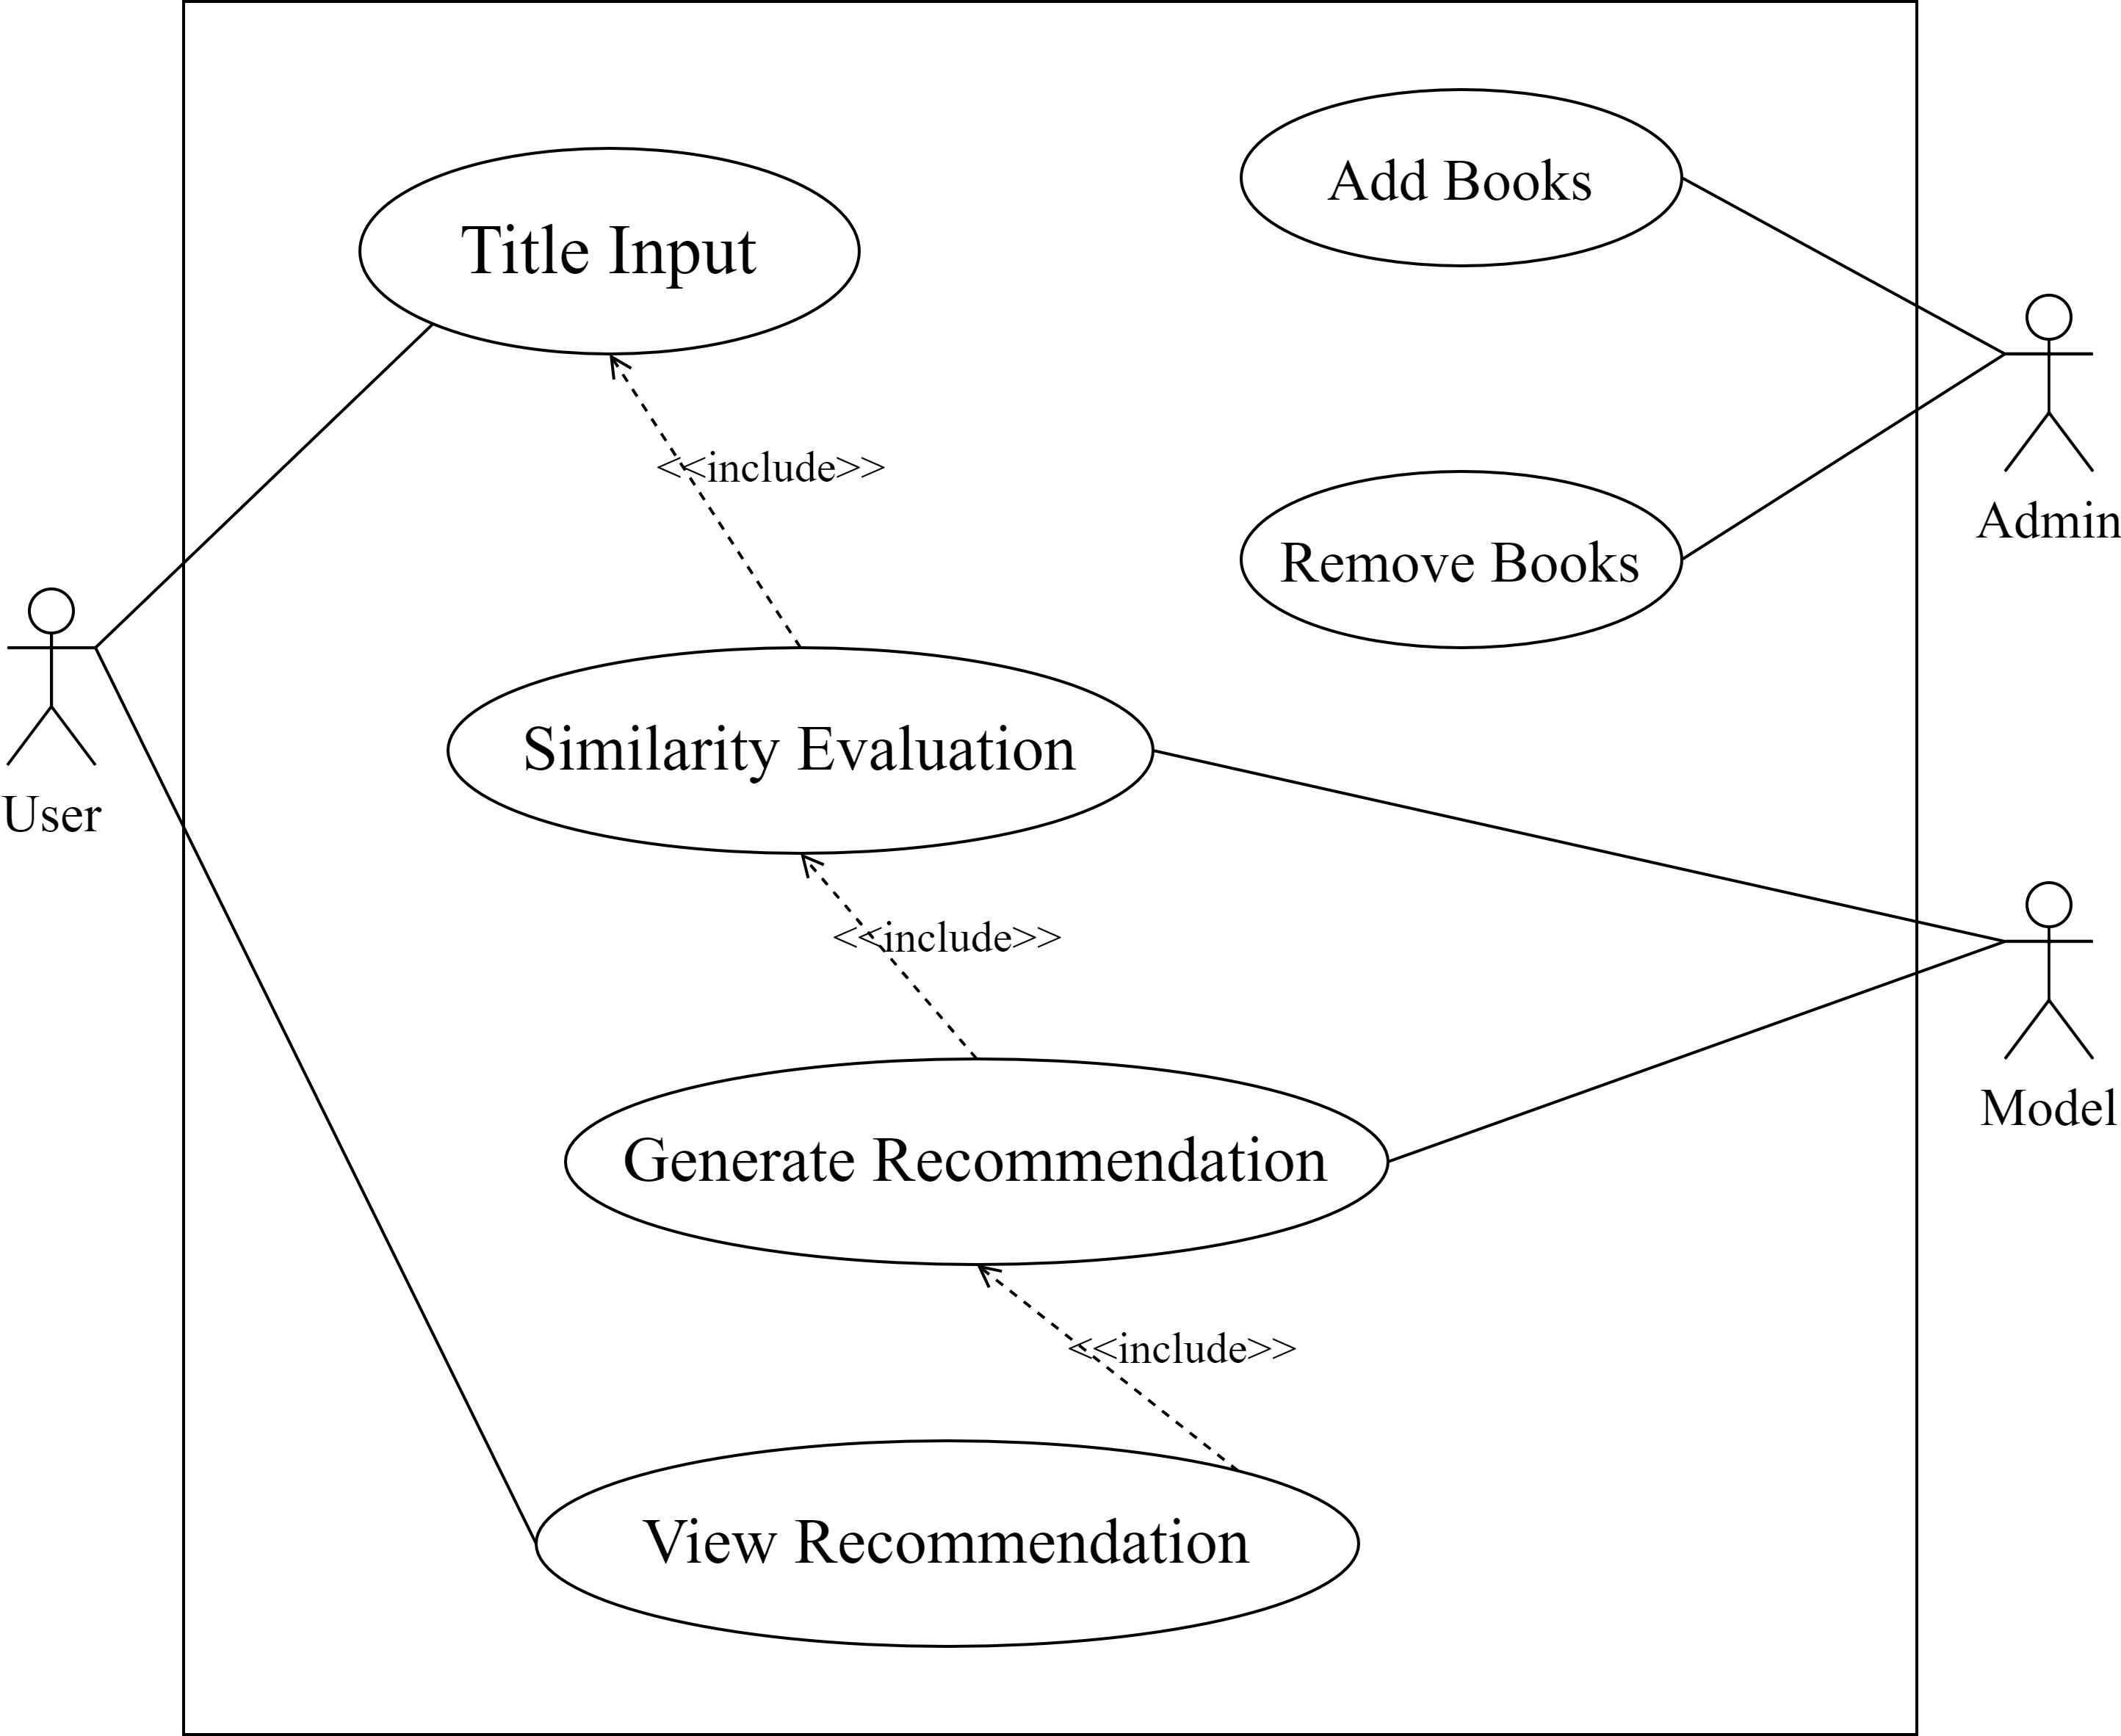 Add Books
Title Input
<<include>>
Admin
Remove Books
Similarity Evaluation
User
<<include>>
Model
Generate Recommendation
<<include>>
View Recommendation